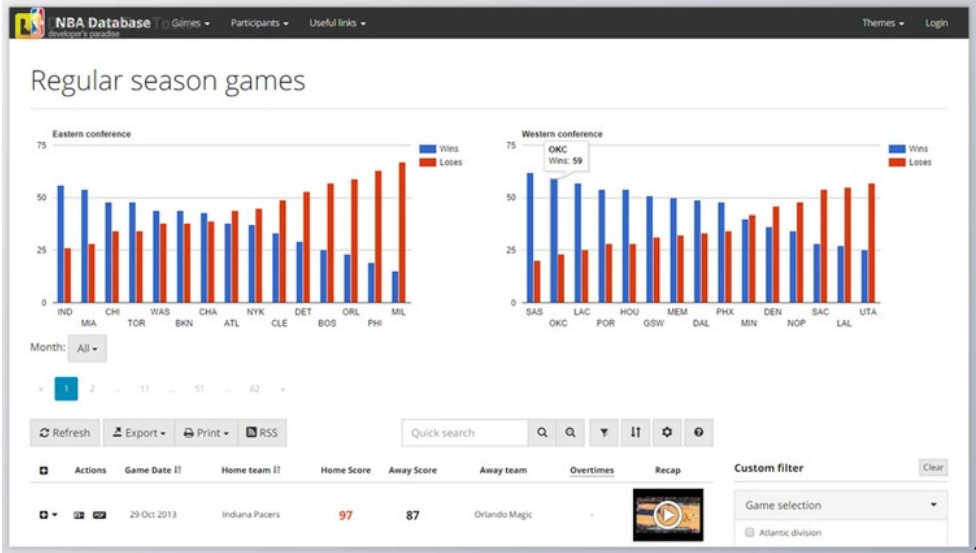 NBA Database Games Participants Useful links Themes Login
developer's paradise
Regular season games
Eastern conference
75
50
25
0
Wins
Loses
IND CHI WAS CHA NYK DET ORL MIL
MIA TOR BKN ATL CLE BOS PHI
Western conference
75
50
25
0
OKC
Wins: 59
Wins
Loses
SAS LAC HOU MEM PHX DEN SAC UTA
OKC POR GSW DAL MIN NOP LAL
Month: All
« 1 2 ... 11 ... 51 ... 62 »
Refresh Export Print RSS Quick search
Actions Game Date Home team Home Score Away Score Away team Overtimes Recap
29 Oct 2013 Indiana Pacers 97 87 Orlando Magic -
Custom filter Clear
Game selection
Atlantic division